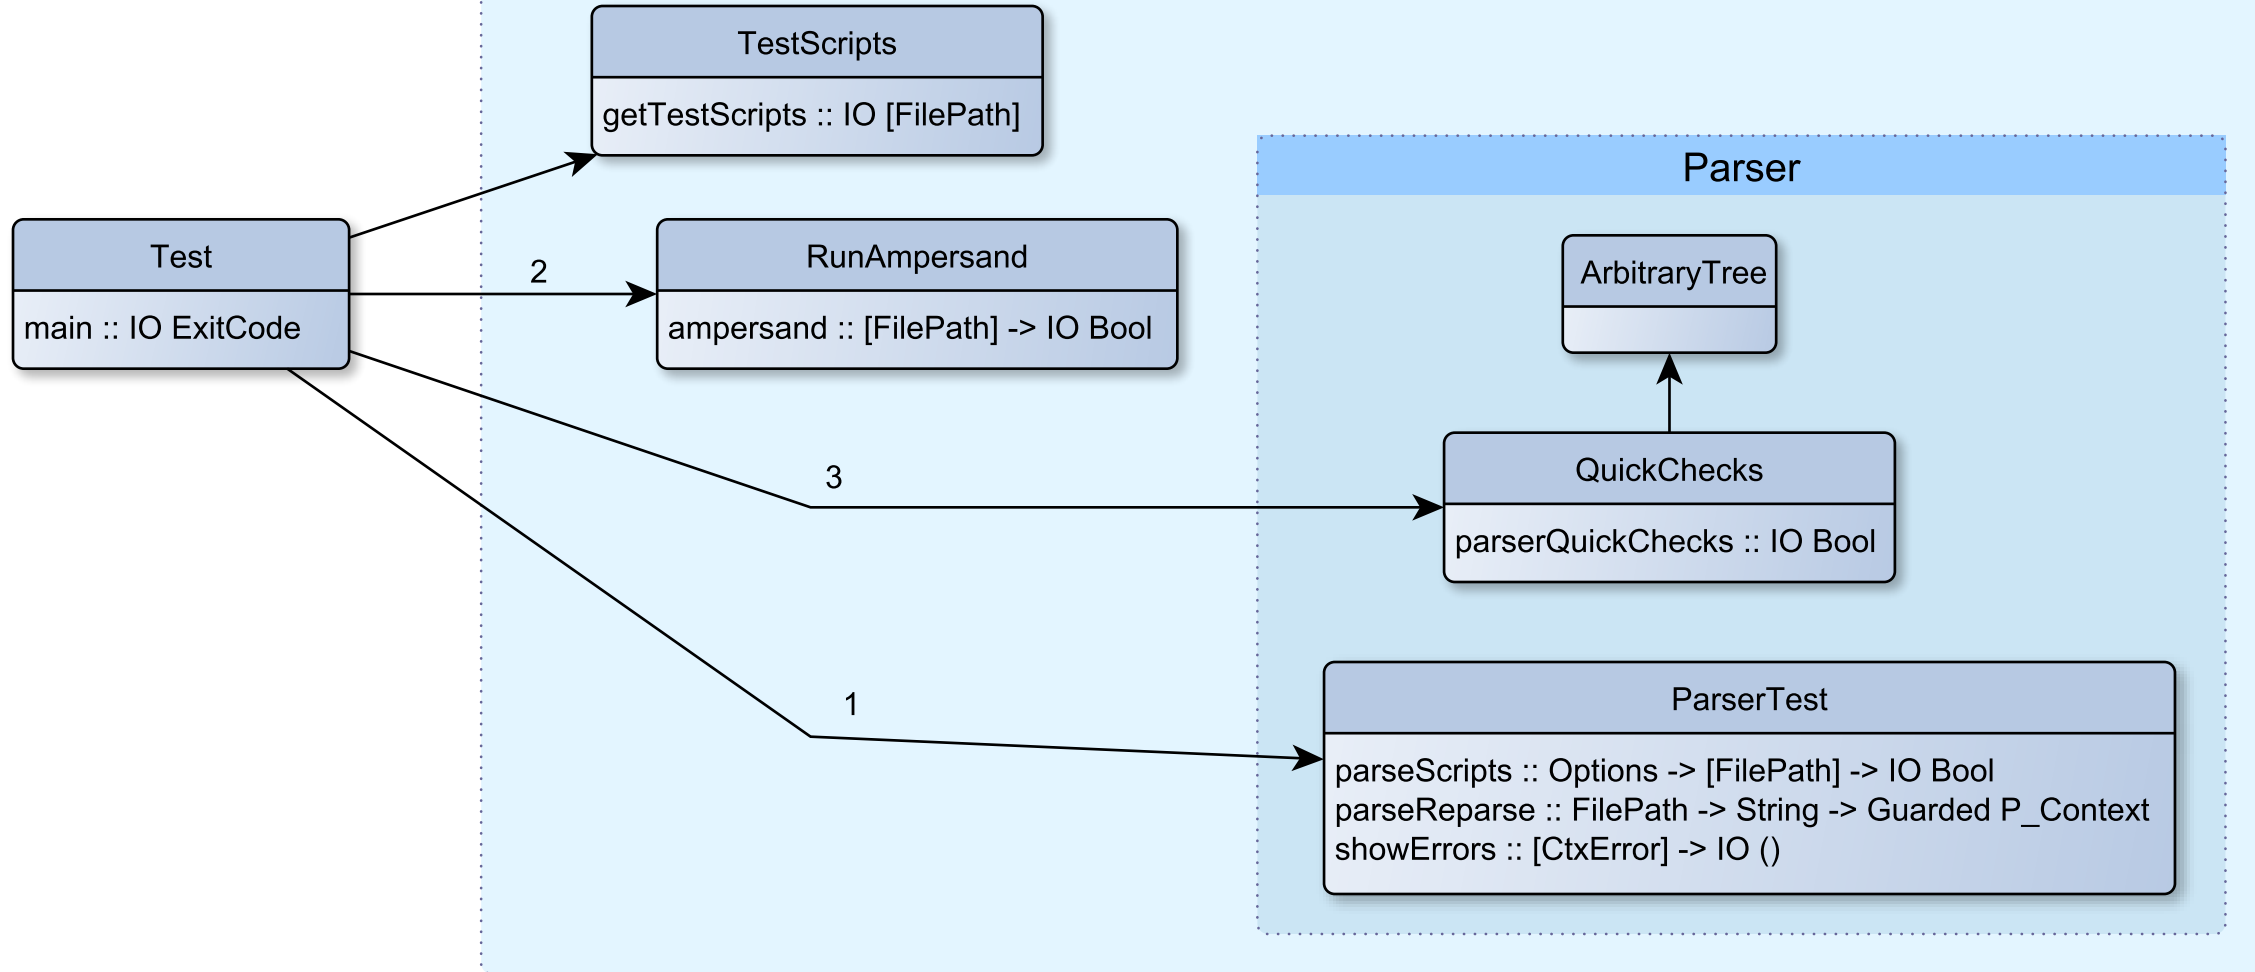 TestScripts
getTestScripts :: IO [FilePath]
Parser
Test
main :: IO ExitCode
2
RunAmpersand
ampersand :: [FilePath] -> IO Bool
ArbitraryTree
3
QuickChecks
parserQuickChecks :: IO Bool
1
ParserTest
parseScripts :: Options -> [FilePath] -> IO Bool
parseReparse :: FilePath -> String -> Guarded P_Context
showErrors :: [CtxError] -> IO ()